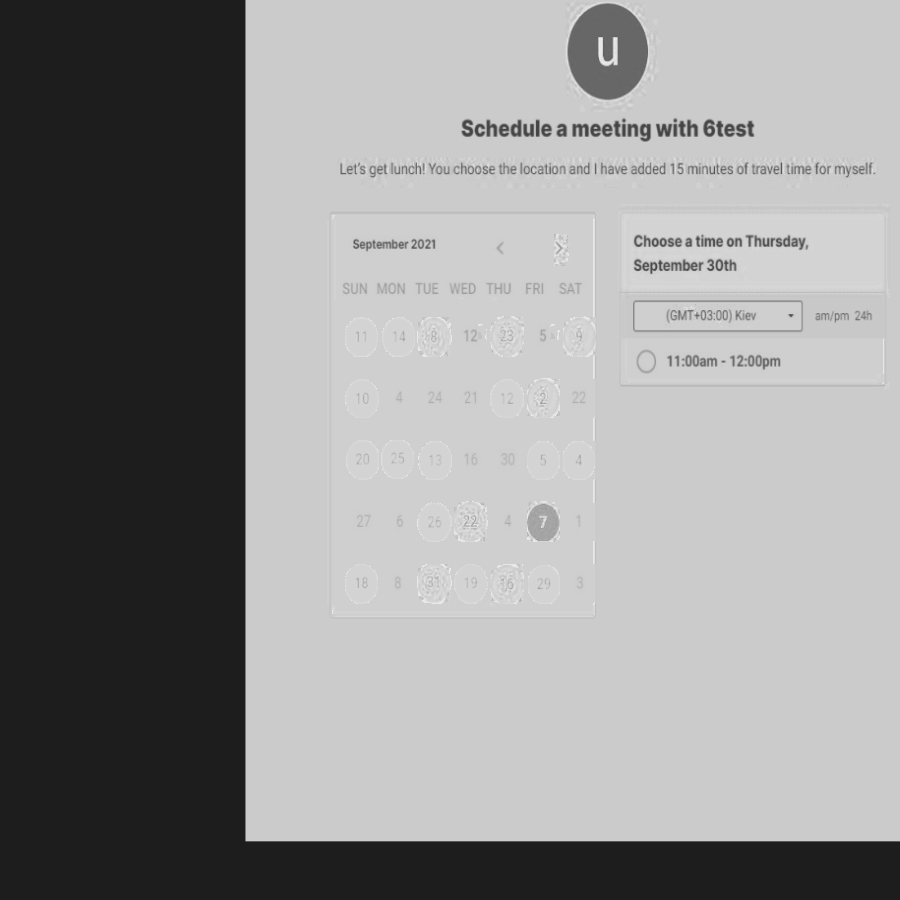 u
Schedule a meeting with 6test
Let's get lunch! You choose the location and I have added 15 minutes of travel time for myself.
September 2021
SUN MON TUE WED THU FRI SAT
11 14 8 12 23 5 9
10 4 24 21 12 2 22
20 25 13 16 30 5 4
27 6 26 22 4 7 1
18 8 31 19 16 29 3
Choose a time on Thursday,
September 30th
(GMT+03:00) Kiev am/pm 24h
11:00am - 12:00pm